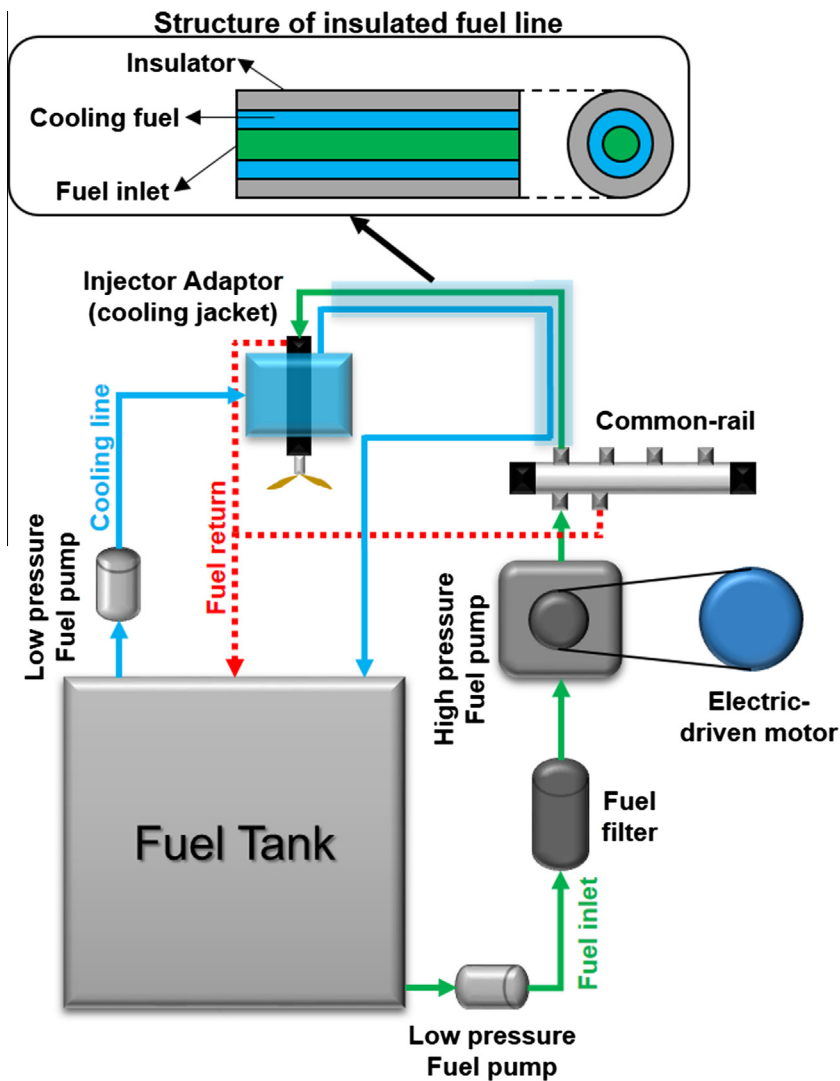 Structure of insulated fuel line
Insulator
Cooling fuel
Fuel inlet
Injector Adaptor
(cooling jacket)
Common-rail
Cooling line
Fuel return
Low pressure
Fuel pump
High pressure
Fuel pump
Electric-
driven motor
Fuel
filter
Fuel Tank
Fuel inlet
Low pressure
Fuel pump